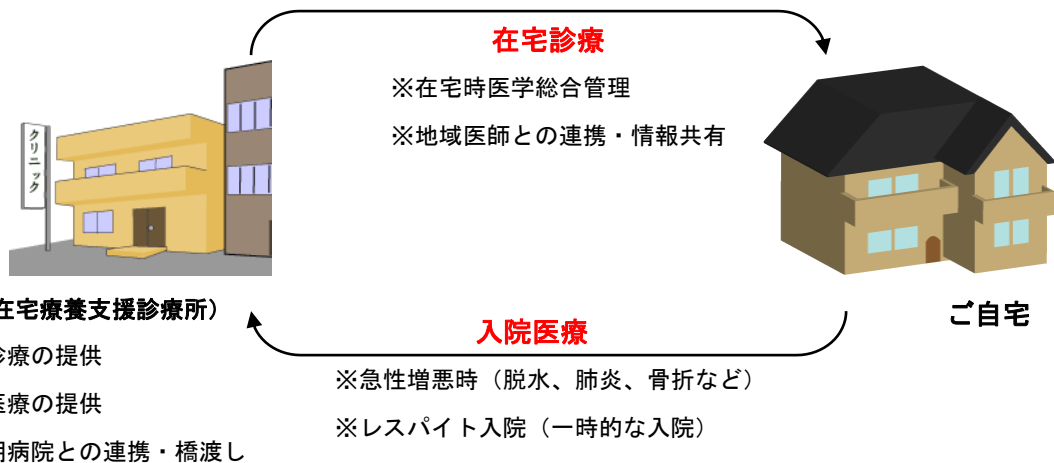 在宅診療
※在宅時医学総合管理
※地域医師との連携・情報共有
クリニック
在宅療養支援診療所）
ご自宅
診療の提供
医療の提供
期病院との連携・橋渡し
入院医療
※急性増悪時（脱水、肺炎、骨折など）
※レスパイト入院（一時的な入院）